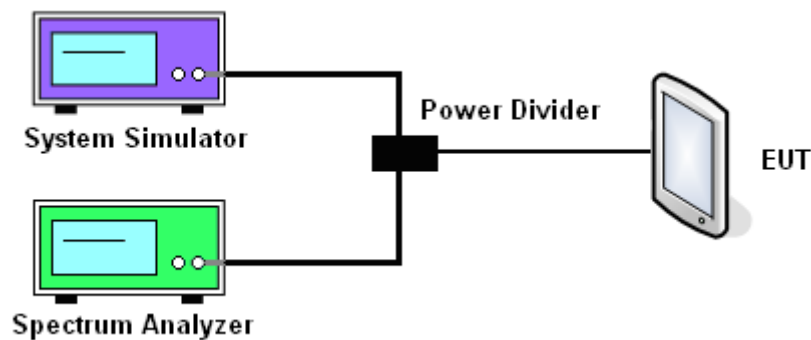 System Simulator
Power Divider
EUT
Spectrum Analyzer